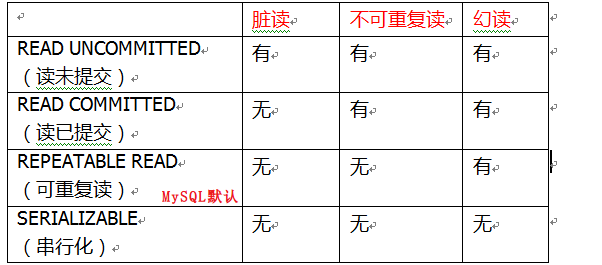 脏读 不可重复读 幻读
READ UNCOMMITTED 有 有 有
（读未提交）
READ COMMITTED 无 有 有
（读已提交）
REPEATABLE READ 无 无 有
（可重复读） MySQL默认
SERIALIZABLE 无 无 无
（串行化）